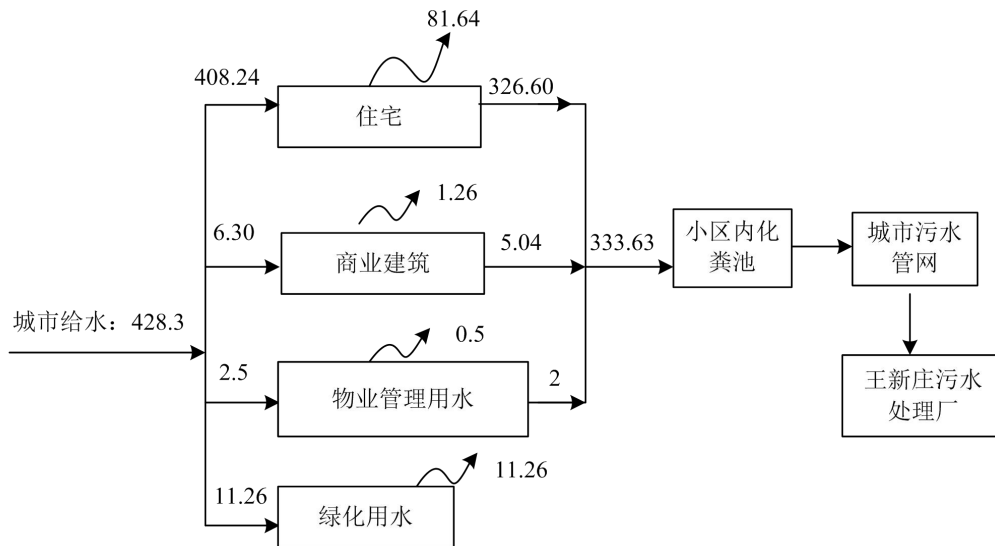 81.64
408.24
326.60
住宅
1.26
6.30
商业建筑
5.04
333.63
小区内化
粪池
城市污水
管网
城市给水：428.3
0.5
2.5
物业管理用水
2
王新庄污水
处理厂
11.26
11.26
绿化用水